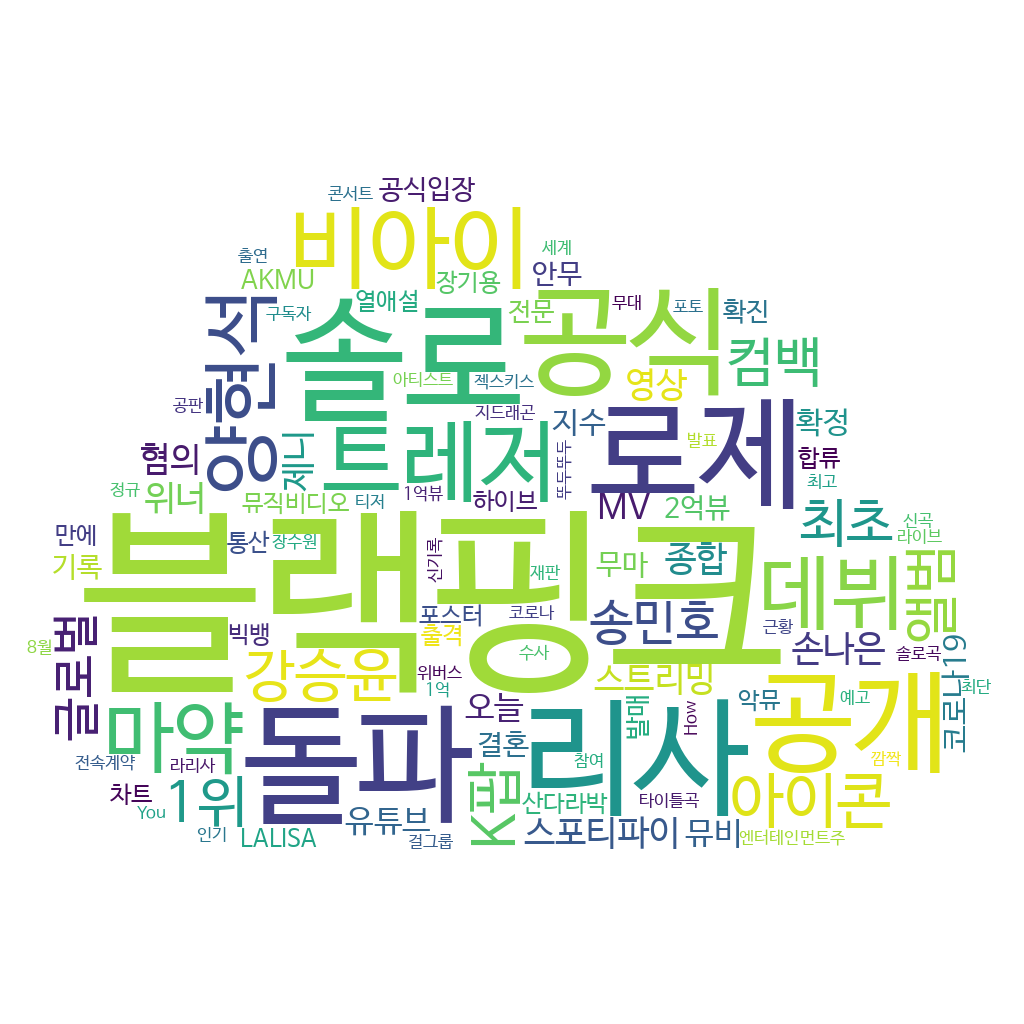 콘서트
공식입장
비아이
세계
출연
AKMU
장기용
안무
열애설
구독자
양현석
솔로
공식
전문
무대
포토
확진
컴백
아티스트
젝스키스
영상
공판
지드래곤
지수
로제
확정
발표
혐의
제니
트레저
뚜두뚜두
합류
정규
위너
뮤직비디오
티저
1억뷰
하이브
MV
2억뷰
최고
최초
신곡
라이브
만에
통산
장수원
블랙핑크
신기록
재판
무마
종합
데뷔
앨범
기록
글로벌
빅뱅
포스터
코로나
송민호
근황
손나은
솔로곡
코로나19
8월
강승윤
출격
수사
위버스
1억
스트리밍
최단
마약
돌파
오늘
리사
발매
How
악뮤
공개
예고
전속계약
라리사
결혼
참여
깜짝
차트
You
1위
유튜브
K팝
산다라박
타이틀곡
아이콘
인기
LALISA
걸그룹
스포티파이
뮤비
엔터테인먼트주